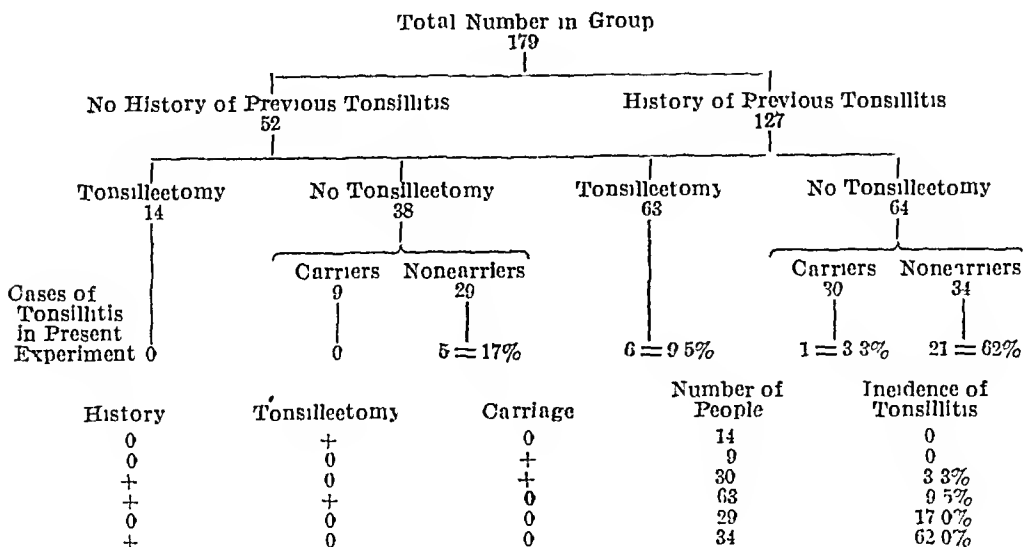 Total Number in Group
179
No History of Previous Tonsillitis History of Previous Tonsillitis
52 127
Tonsillectomy No Tonsillectomy Tonsillectomy No Tonsillectomy
14 38 63 64
Carriers Noncarriers Carriers Noncarriers
9 29 30 34
Cases of
Tonsillitis
in Present
Experiment 0 0 5 = 17% 6 = 9 5% 1 = 3 3% 21 = 62%
History Tonsillectomy Carriage Number of People Incidence of Tonsillitis
0 + 0 14 0
0 0 + 9 0
+ 0 + 30 3 3%
+ + 0 63 9 5%
0 0 0 29 17 0%
+ 0 0 34 62 0%